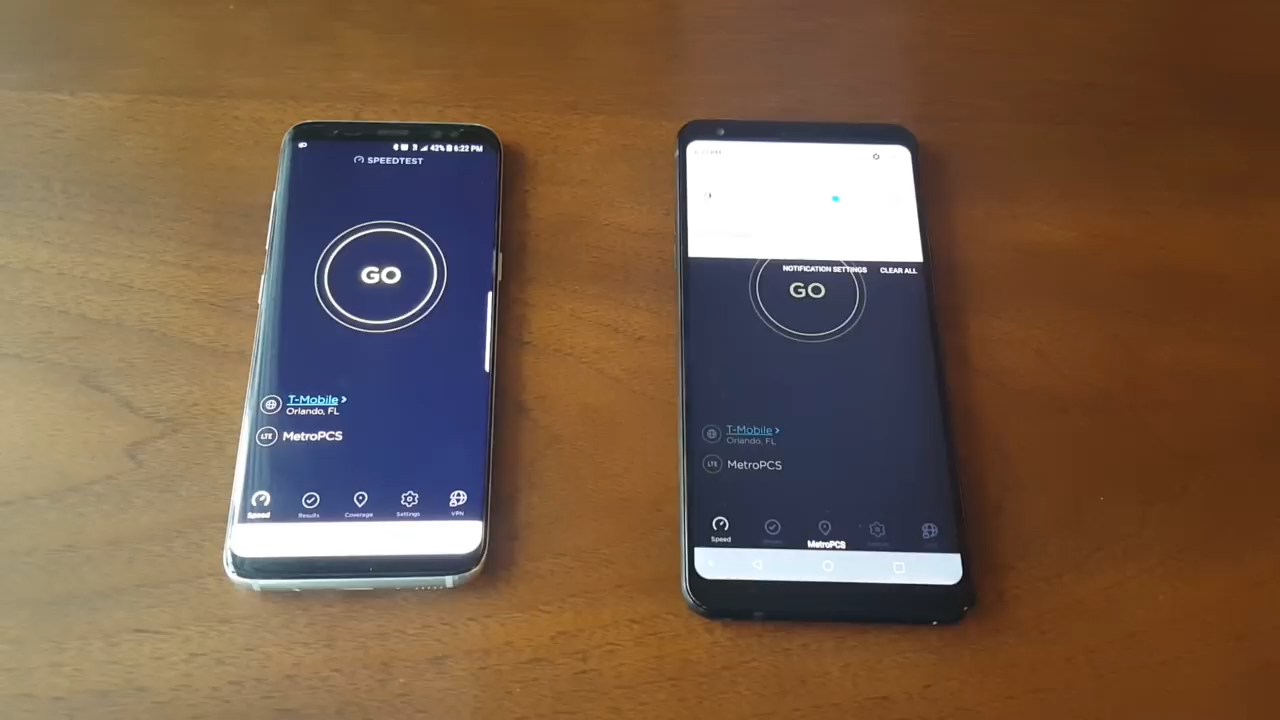 42% 6:22 PM
SPEEDTEST
GO
T-Mobile >
Orlando, FL
LTE MetroPCS
Speed Results Coverage Settings VPN
NOTIFICATION SETTINGS CLEAR ALL
GO
T-Mobile >
Orlando, FL
LTE MetroPCS
Speed
MetroPCS